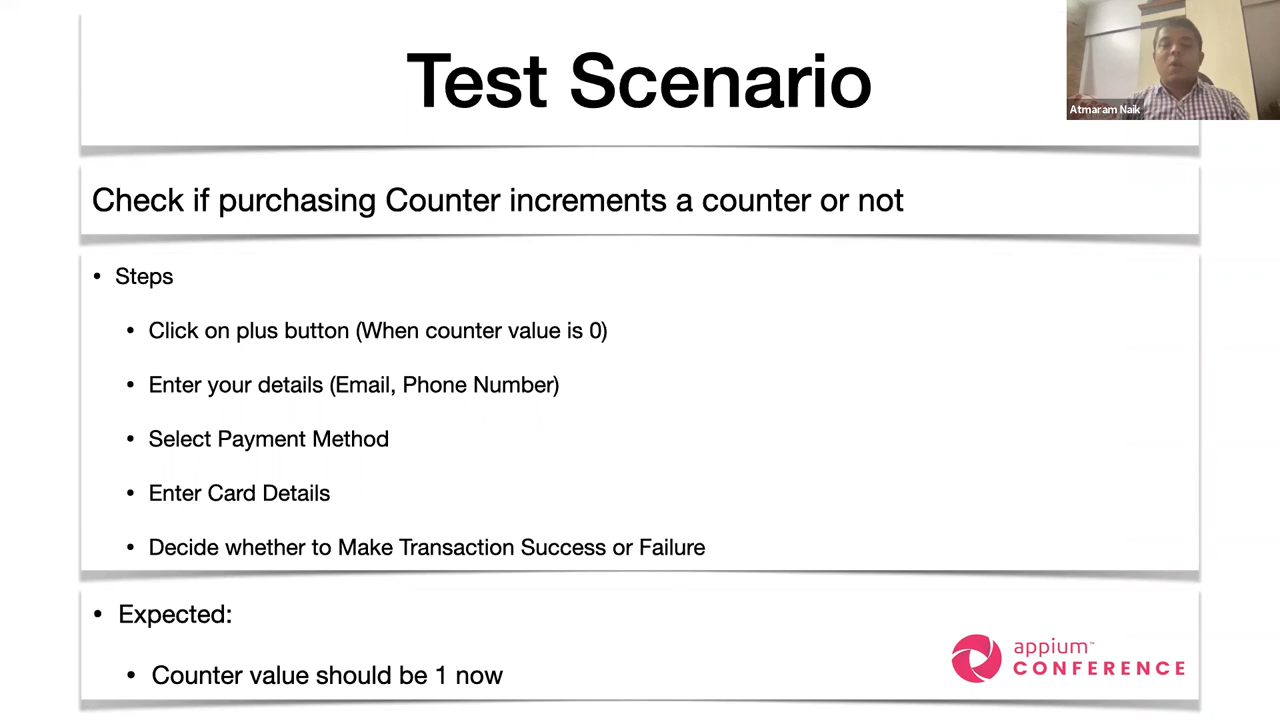 Test Scenario
Atmaram Naik
Check if purchasing Counter increments a counter or not
• Steps
• Click on plus button (When counter value is 0)
• Enter your details (Email, Phone Number)
• Select Payment Method
• Enter Card Details
• Decide whether to Make Transaction Success or Failure
• Expected:
• Counter value should be 1 now
appium™
CONFERENCE